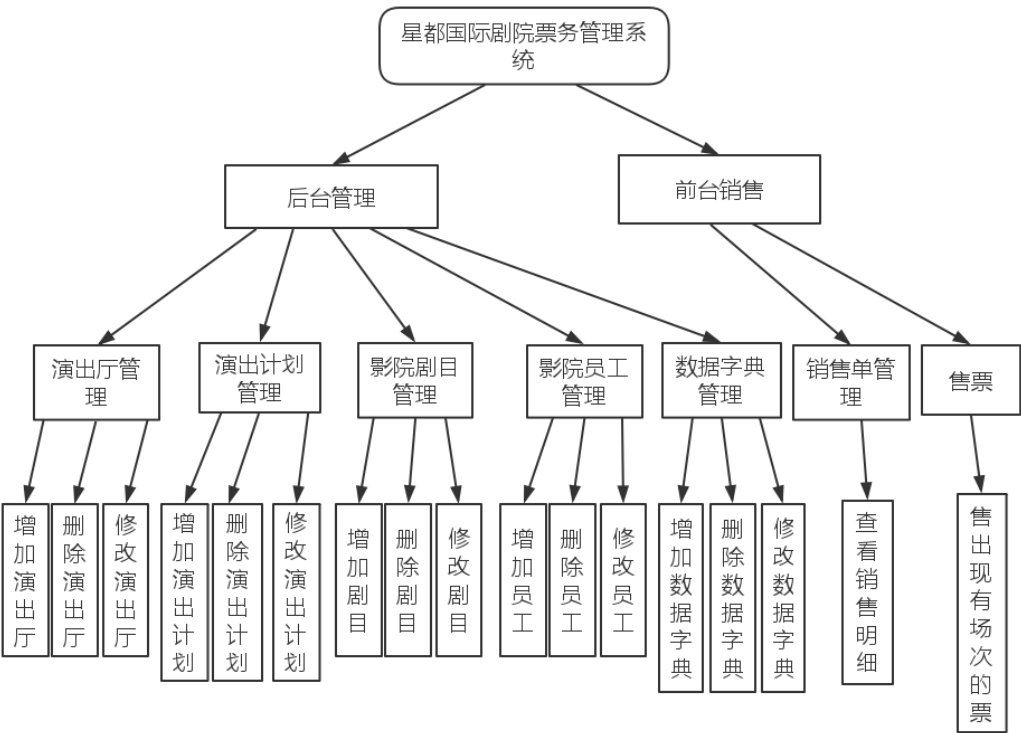 星都国际剧院票务管理系
统
后台管理
前台销售
演出厅管
理
演出计划
管理
影院剧目
管理
影院员工
管理
数据字典
管理
销售单管
理
售票
增加演出厅
删除演出厅
修改演出厅
增加演出计划
删除演出计划
修改演出计划
增加剧目
删除剧目
修改剧目
增加员工
删除员工
修改员工
增加数据字典
删除数据字典
修改数据字典
查看销售明细
售出现有场次的票